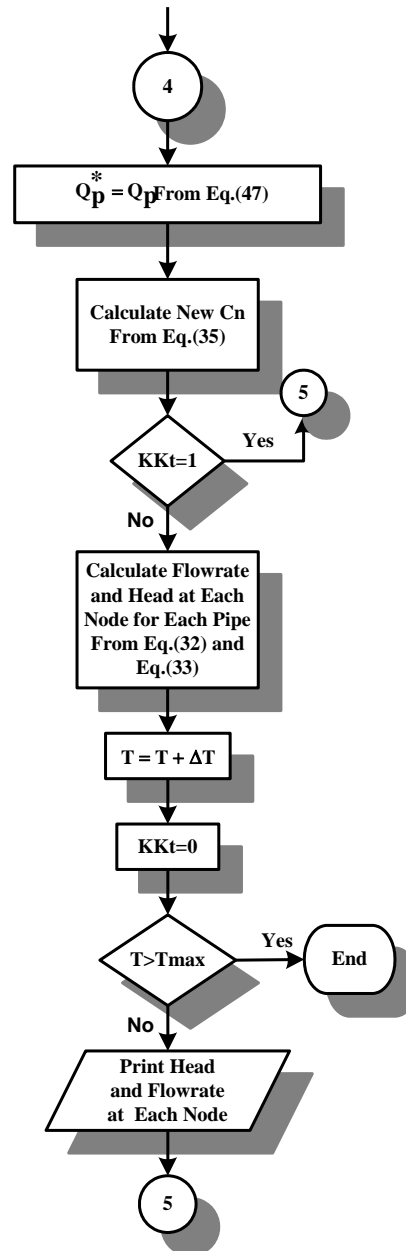 4
Q*p = Qp From Eq.(47)
Calculate New Cn
From Eq.(35)
5
Yes
KKt=1
No
Calculate Flowrate
and Head at Each
Node for Each Pipe
From Eq.(32) and
Eq.(33)
T = T + ΔT
KKt=0
Yes
T>Tmax
End
No
Print Head
and Flowrate
at Each Node
5